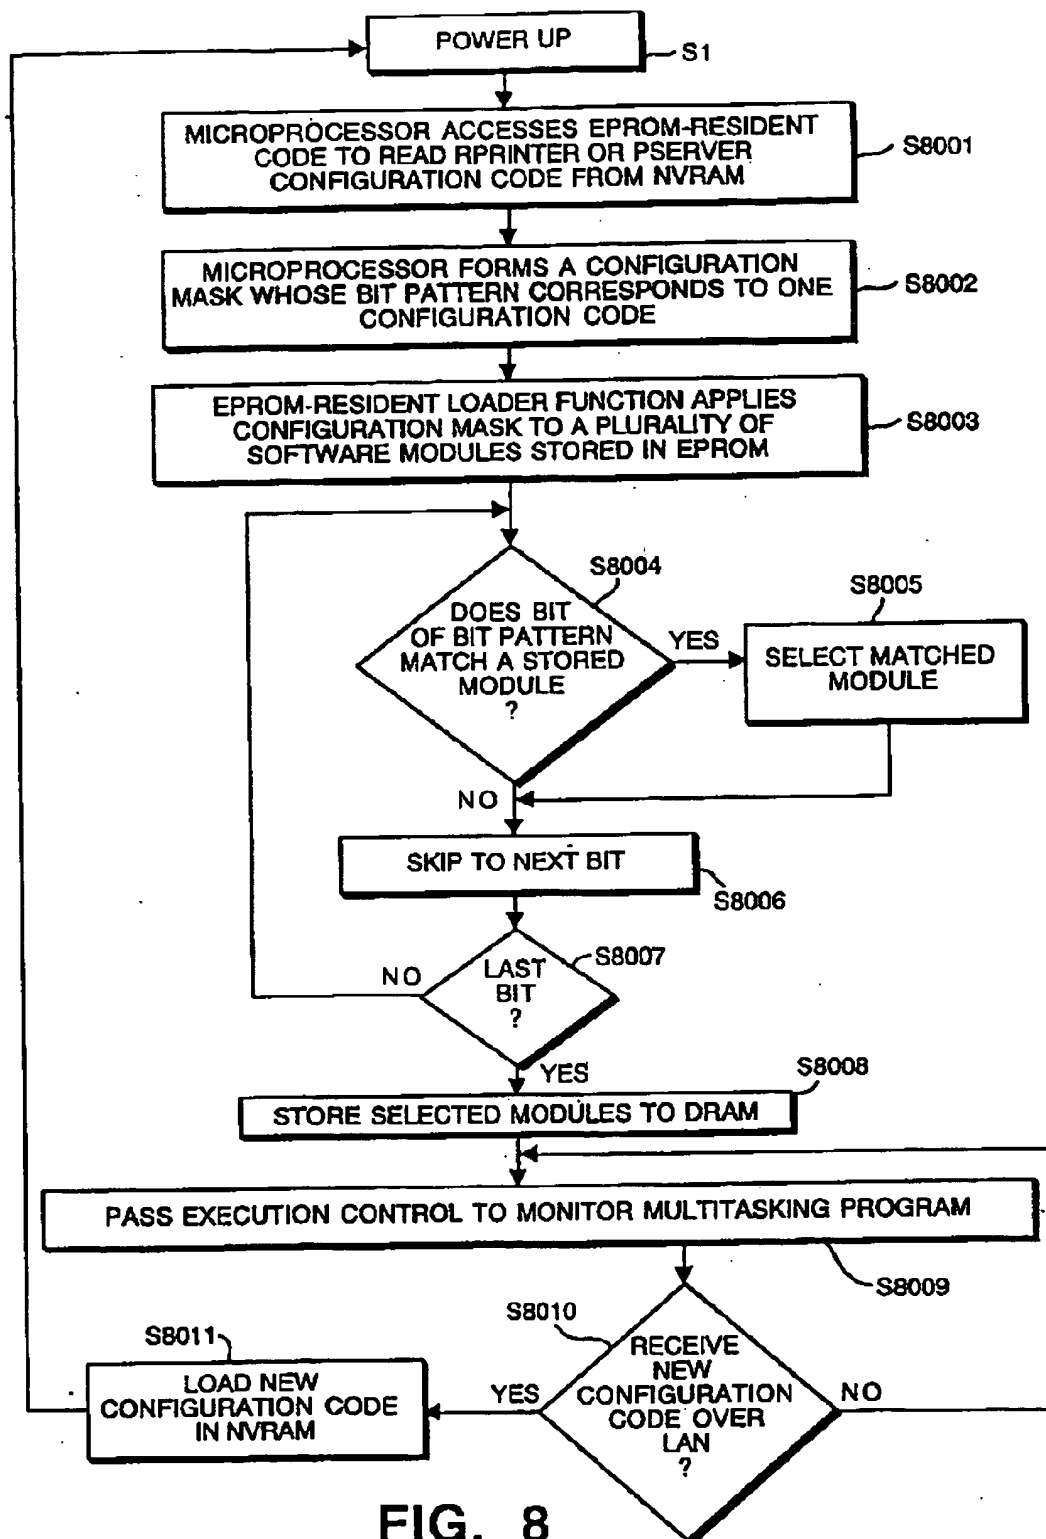 POWER UP
S1
MICROPROCESSOR ACCESSES EPROM-RESIDENT
CODE TO READ RPRINTER OR PSERVER
CONFIGURATION CODE FROM NVRAM
S8001
MICROPROCESSOR FORMS A CONFIGURATION
MASK WHOSE BIT PATTERN CORRESPONDS TO ONE
CONFIGURATION CODE
S8002
EPROM-RESIDENT LOADER FUNCTION APPLIES
CONFIGURATION MASK TO A PLURALITY OF
SOFTWARE MODULES STORED IN EPROM
S8003
S8004
DOES BIT
OF BIT PATTERN
MATCH A STORED
MODULE
?
YES
S8005
SELECT MATCHED
MODULE
NO
SKIP TO NEXT BIT
S8006
S8007
LAST
BIT
?
NO
YES
S8008
STORE SELECTED MODULES TO DRAM
PASS EXECUTION CONTROL TO MONITOR MULTITASKING PROGRAM
S8009
S8010
RECEIVE
NEW
CONFIGURATION
CODE OVER
LAN
?
YES
NO
S8011
LOAD NEW
CONFIGURATION CODE
IN NVRAM
FIG. 8